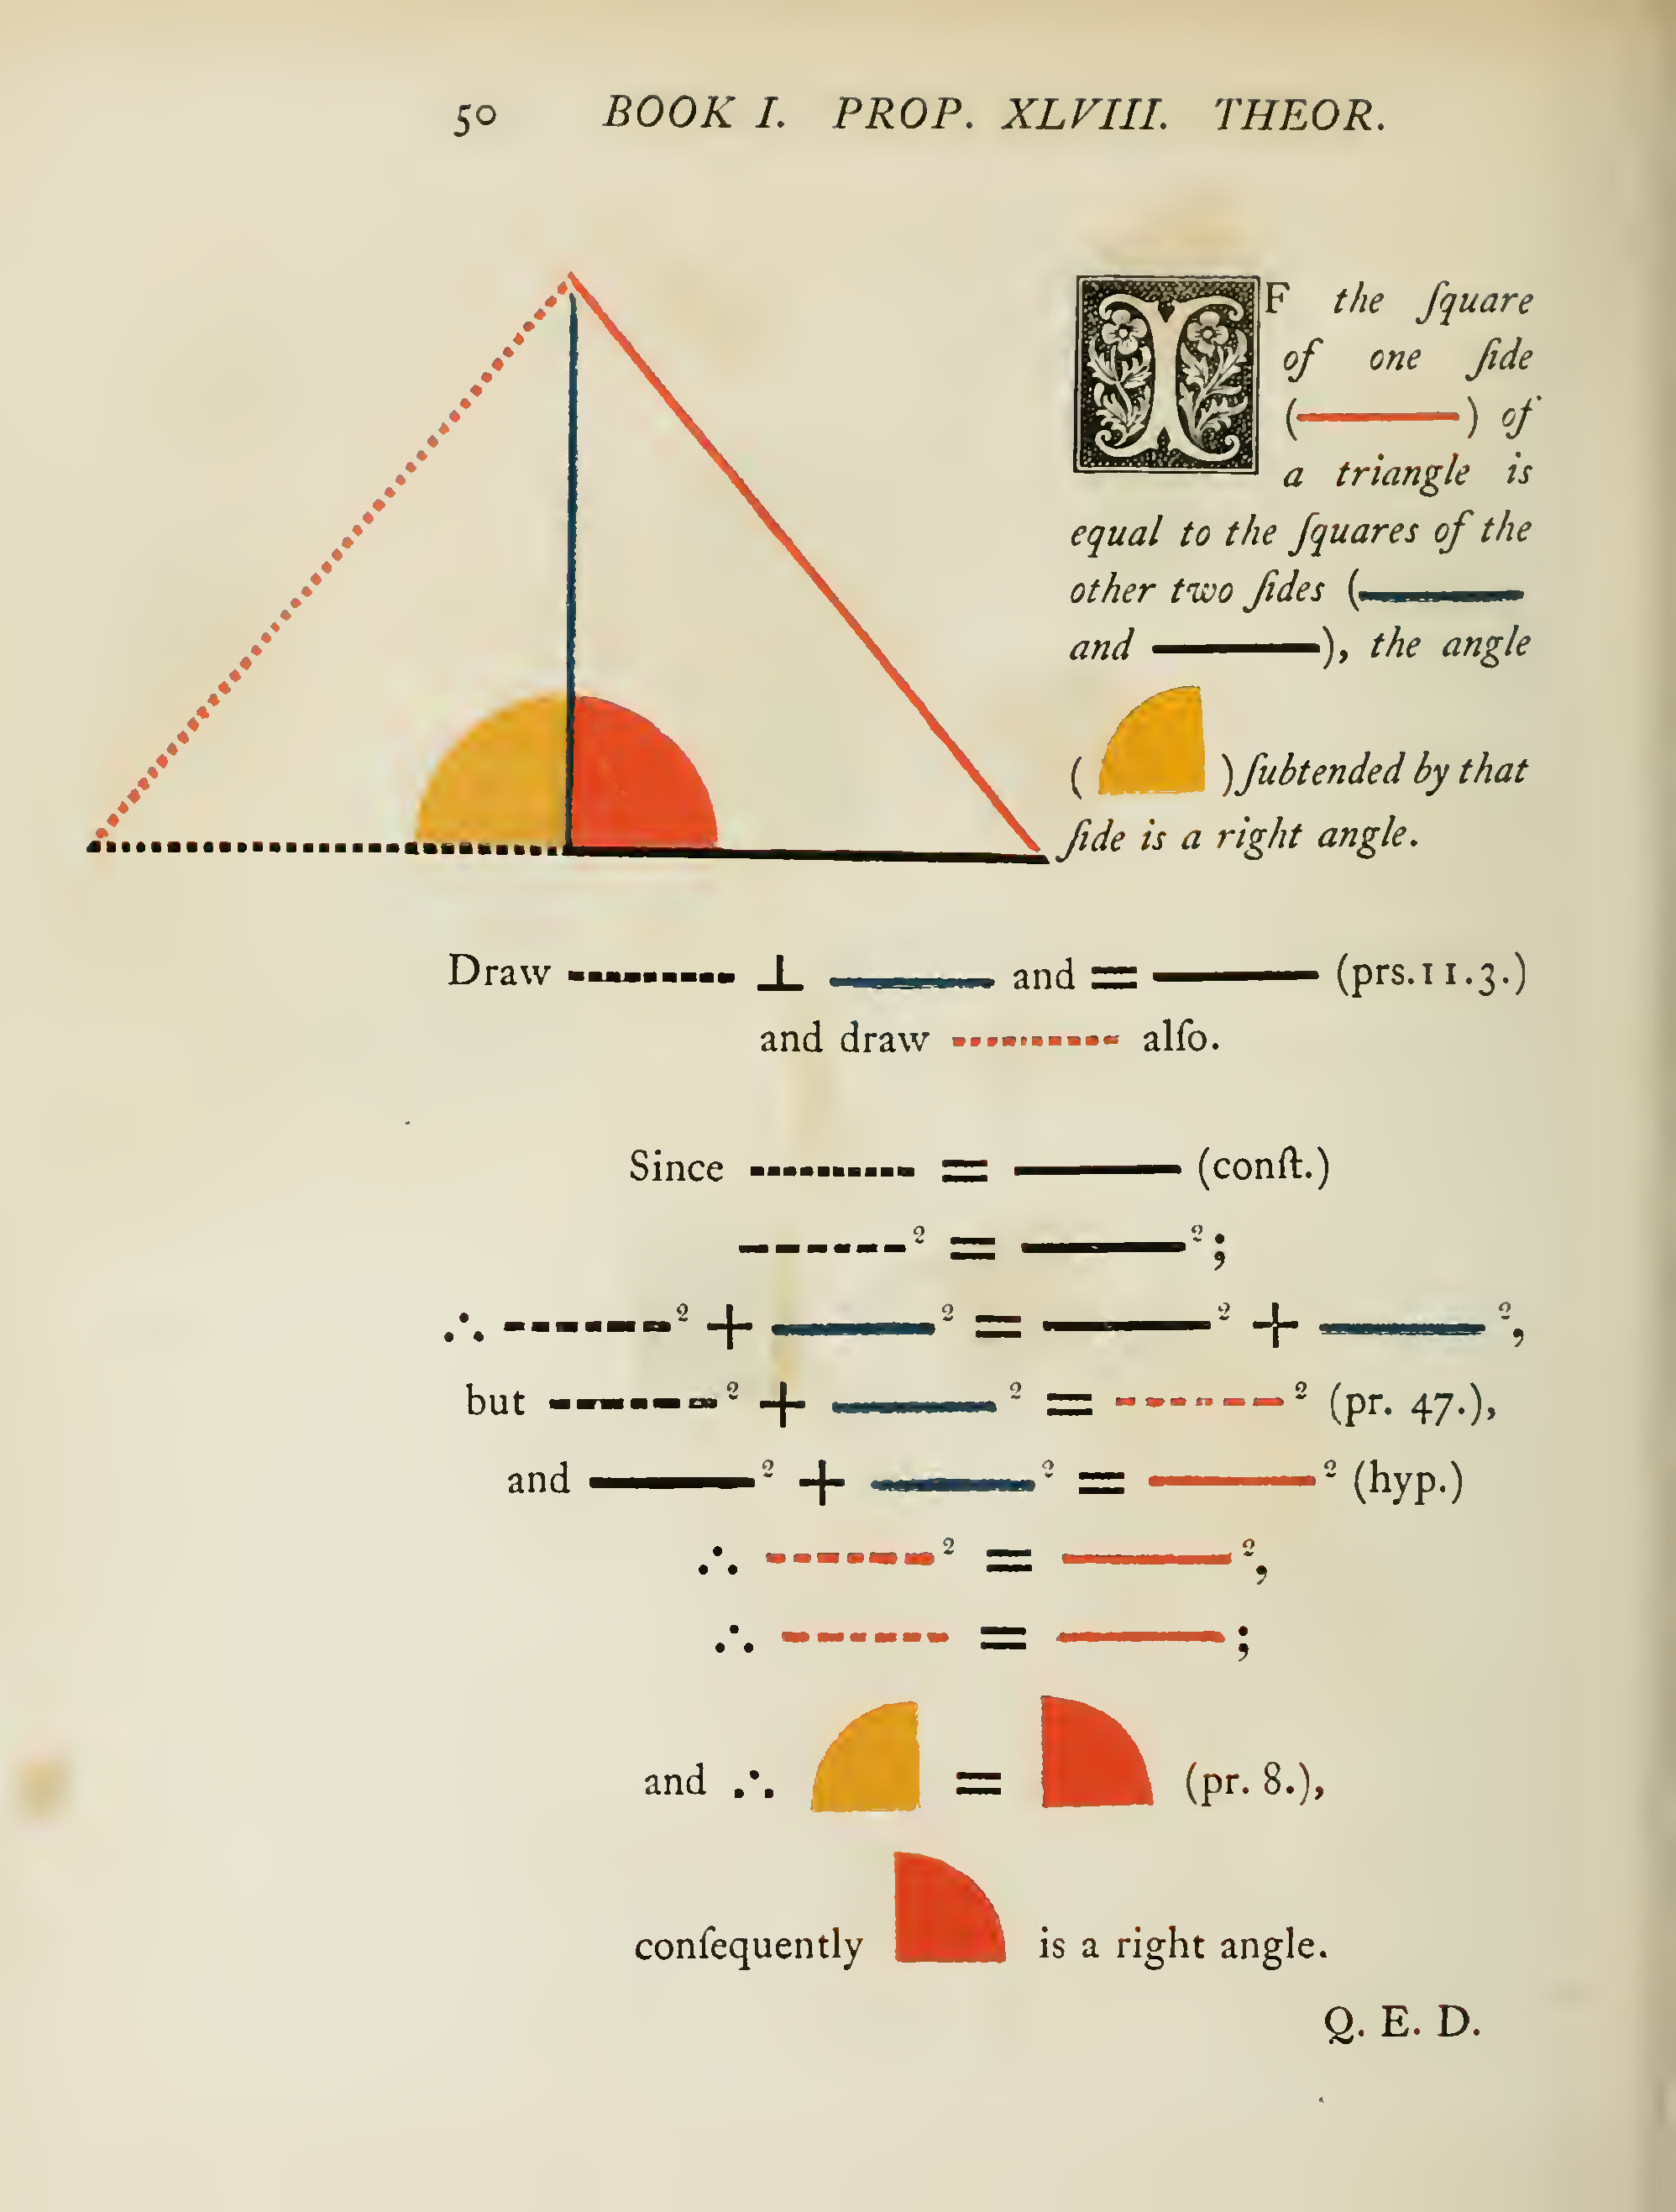 50 BOOK I. PROP. XLVIII. THEOR.
IF the ſquare
of one ſide
( ) of
a triangle is
equal to the ſquares of the
other two ſides (
and ), the angle
( ) ſubtended by that
ſide is a right angle.
Draw ⊥ and = (prs.11.3.)
and draw alſo.
Since = (conſt.)
² = ² ;
∴ ² + ² = ² + ²,
but ² + ² = ² (pr. 47.),
and ² + ² = ² (hyp.)
∴ ² = ²,
∴ = ;
and ∴ = (pr. 8.),
conſequently is a right angle.
Q. E. D.